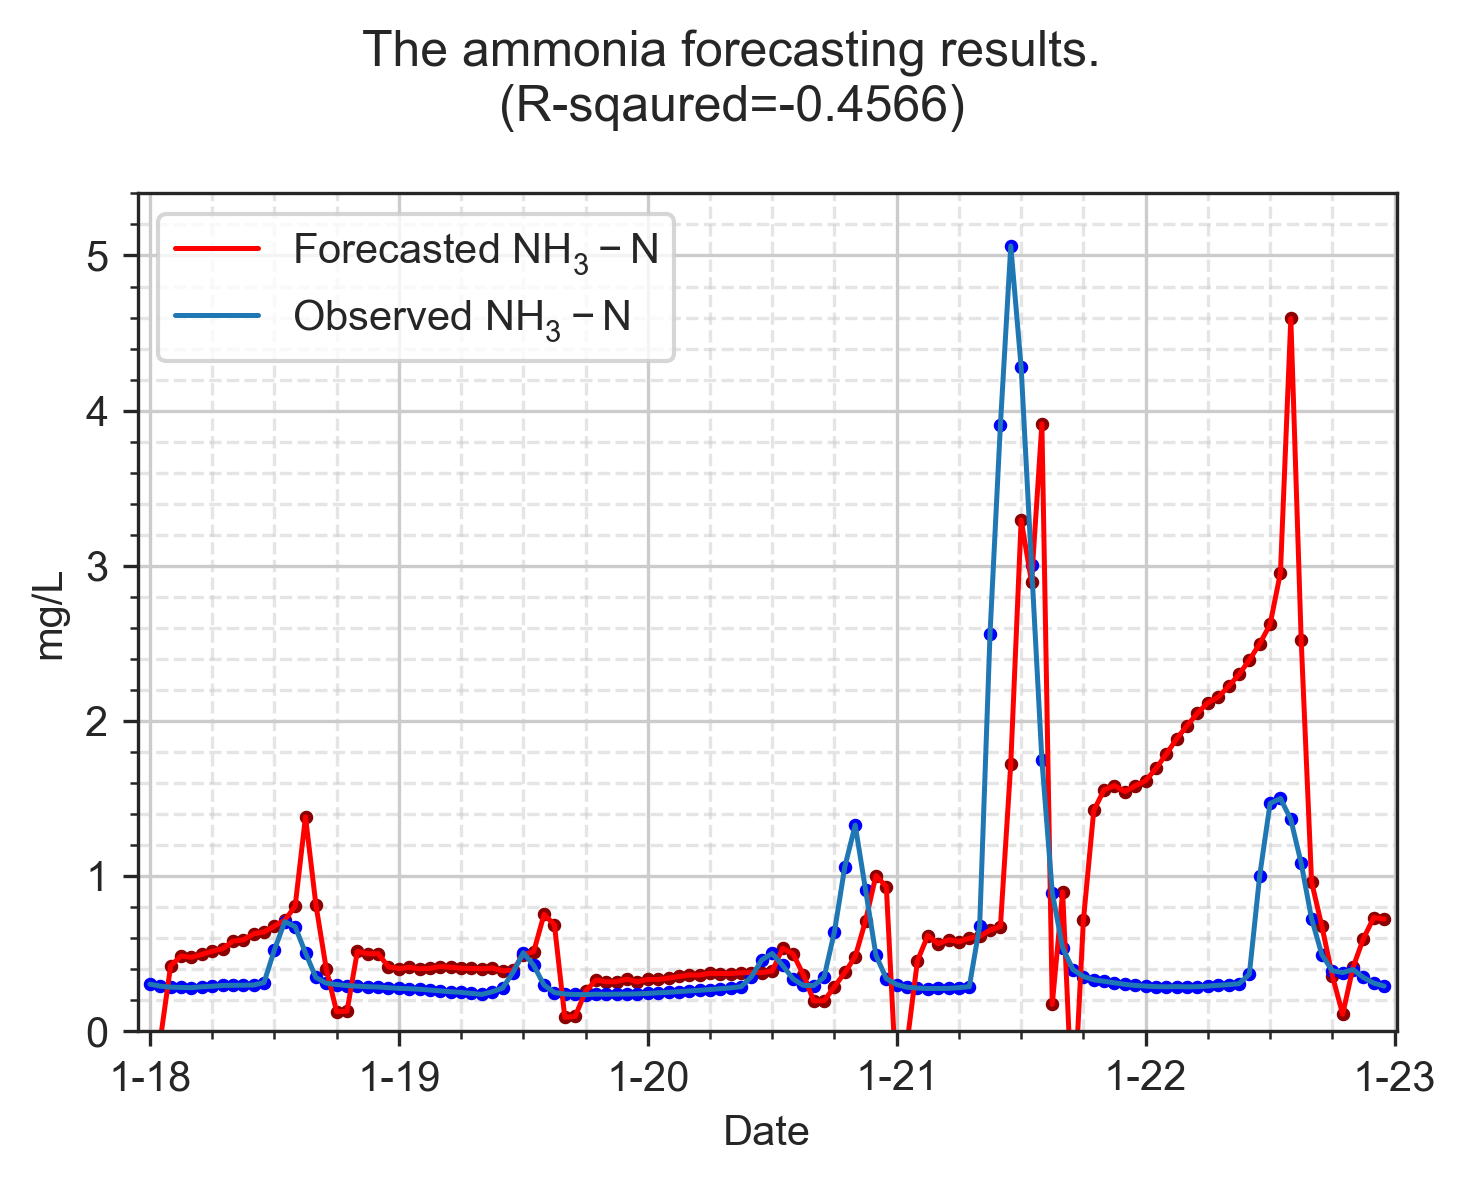 The ammonia forecasting results.
(R-sqaured=-0.4566)
Forecasted NH₃ − N
Observed NH₃ − N
5
4
3
2
1
0
mg/L
1-18 1-19 1-20 1-21 1-22 1-23
Date